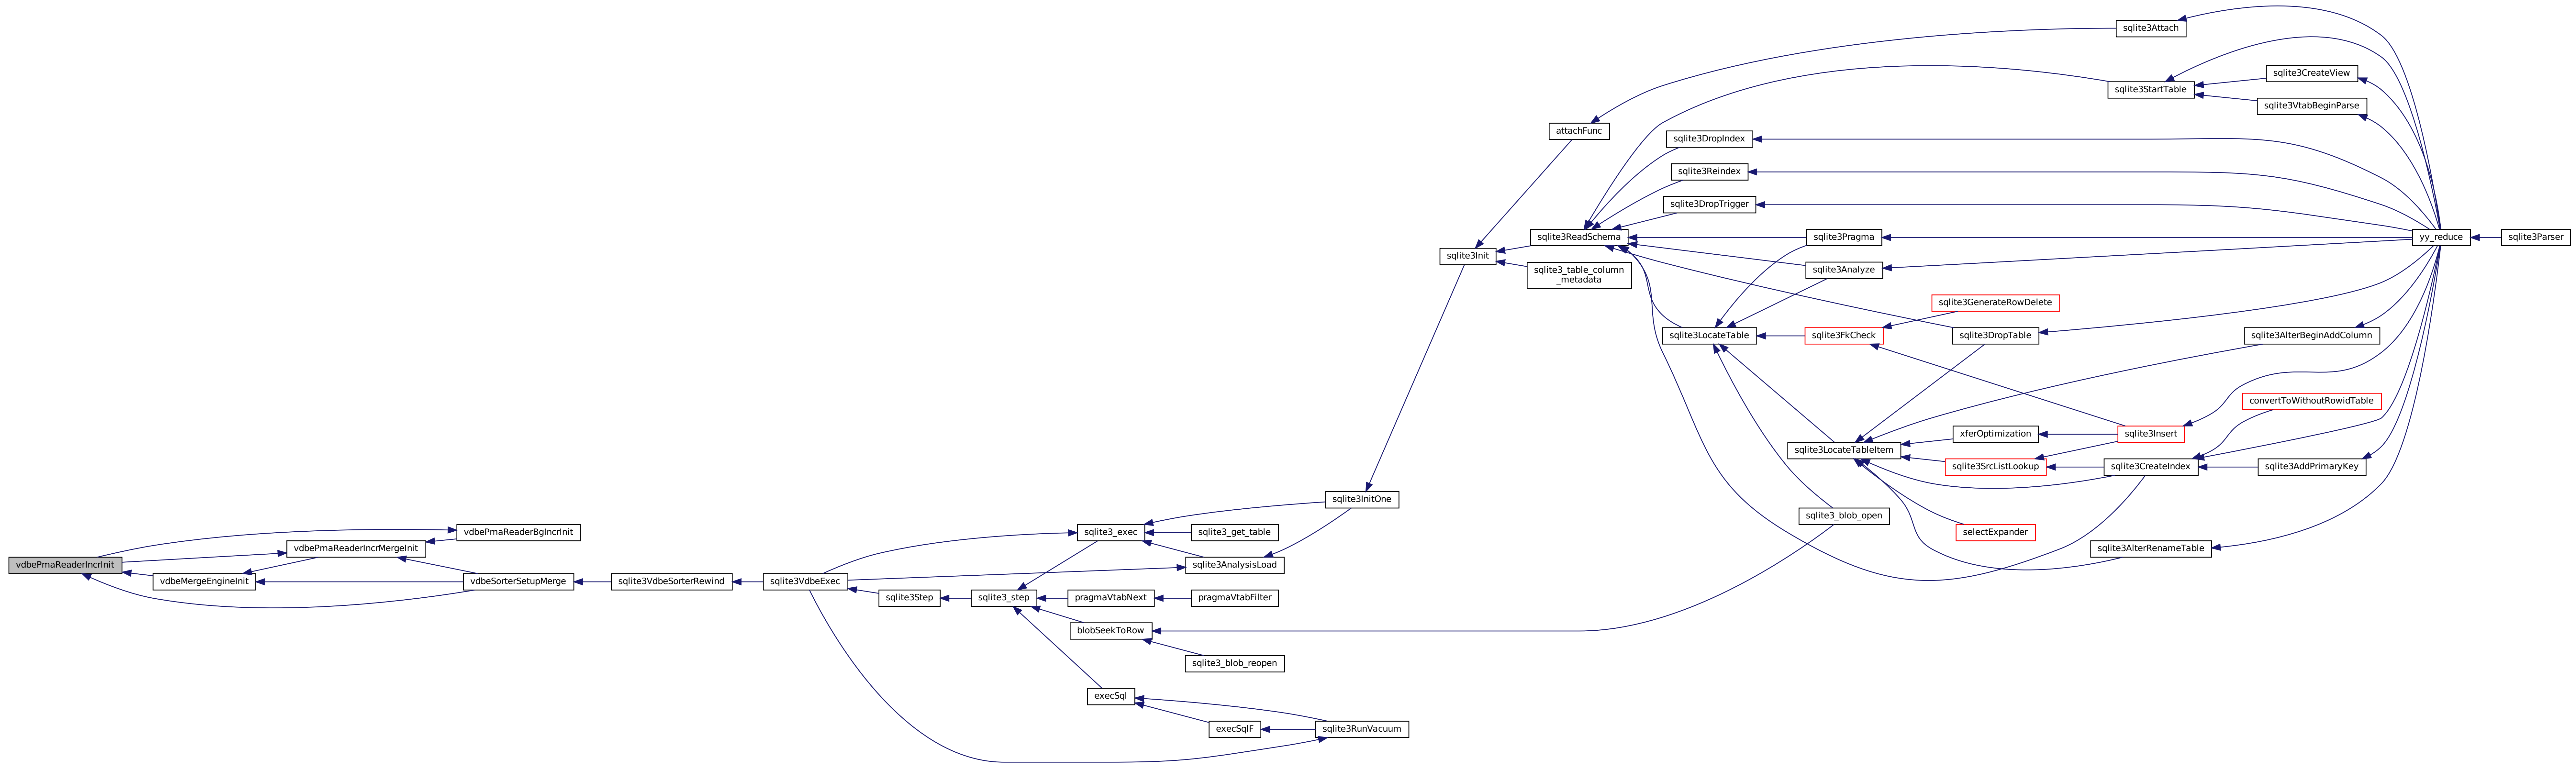 sqlite3Attach
sqlite3CreateView
sqlite3StartTable
sqlite3VtabBeginParse
attachFunc
sqlite3DropIndex
sqlite3Reindex
sqlite3DropTrigger
sqlite3ReadSchema
sqlite3Pragma
yy_reduce
sqlite3Parser
sqlite3Init
sqlite3_table_column
_metadata
sqlite3Analyze
sqlite3GenerateRowDelete
sqlite3LocateTable
sqlite3FkCheck
sqlite3DropTable
sqlite3AlterBeginAddColumn
convertToWithoutRowidTable
xferOptimization
sqlite3Insert
sqlite3LocateTableItem
sqlite3SrcListLookup
sqlite3CreateIndex
sqlite3AddPrimaryKey
sqlite3InitOne
sqlite3_blob_open
selectExpander
sqlite3AlterRenameTable
vdbePmaReaderBgIncrInit
sqlite3_exec
sqlite3_get_table
vdbePmaReaderIncrMergeInit
vdbePmaReaderIncrInit
sqlite3AnalysisLoad
vdbeMergeEngineInit
vdbeSorterSetupMerge
sqlite3VdbeSorterRewind
sqlite3VdbeExec
sqlite3Step
sqlite3_step
pragmaVtabNext
pragmaVtabFilter
blobSeekToRow
sqlite3_blob_reopen
execSql
execSqlF
sqlite3RunVacuum